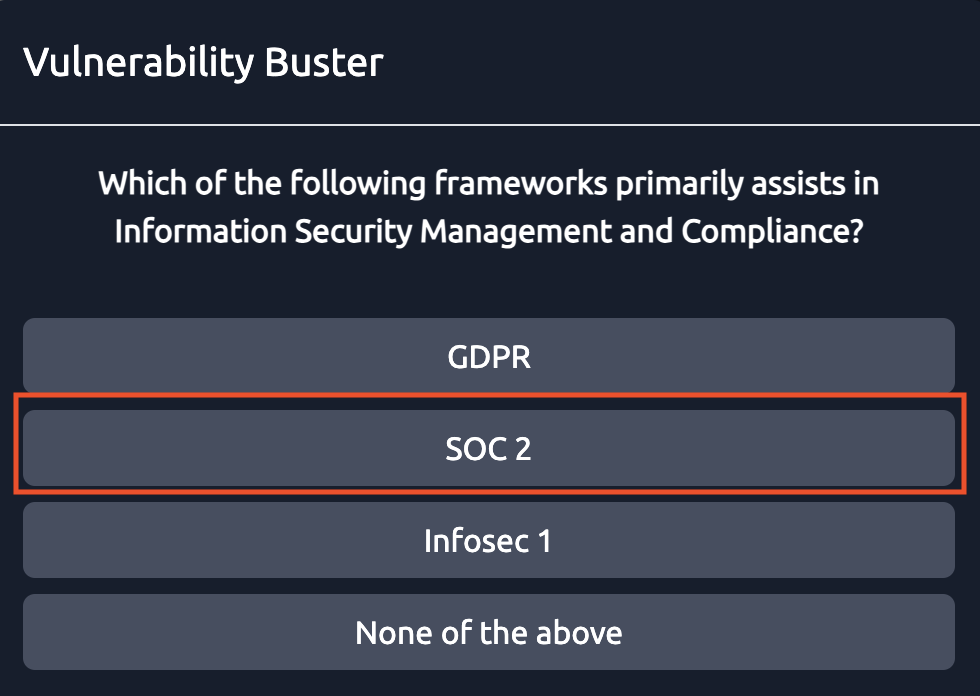 Vulnerability Buster
Which of the following frameworks primarily assists in
Information Security Management and Compliance?
GDPR
SOC 2
Infosec 1
None of the above